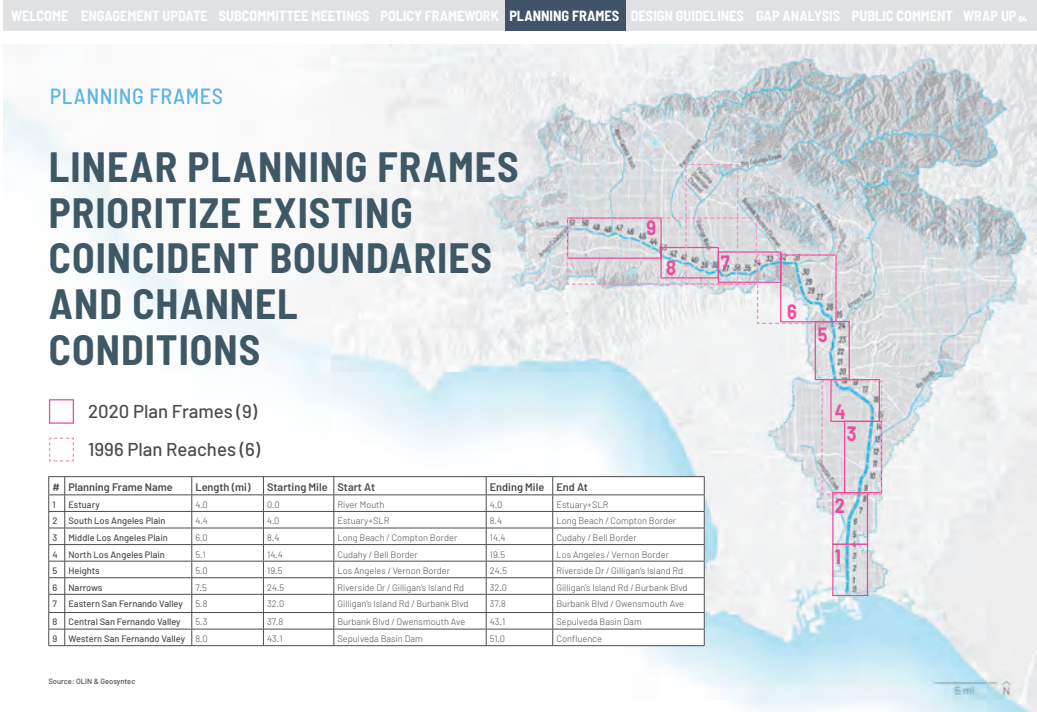 WELCOME ENGAGEMENT UPDATE SUBCOMMITTEE MEETINGS POLICY FRAMEWORK PLANNING FRAMES DESIGN GUIDELINES GAP ANALYSIS PUBLIC COMMENT WRAP UP 64
PLANNING FRAMES
LINEAR PLANNING FRAMES
PRIORITIZE EXISTING
COINCIDENT BOUNDARIES
AND CHANNEL
CONDITIONS
2020 Plan Frames (9)
1996 Plan Reaches (6)
# Planning Frame Name Length (mi) Starting Mile Start At Ending Mile End At
1 Estuary 4.0 0.0 River Mouth 4.0 Estuary+SLR
2 South Los Angeles Plain 4.4 4.0 Estuary+SLR 8.4 Long Beach / Compton Border
3 Middle Los Angeles Plain 6.0 8.4 Long Beach / Compton Border 14.4 Cudahy / Bell Border
4 North Los Angeles Plain 5.1 14.4 Cudahy / Bell Border 19.5 Los Angeles / Vernon Border
5 Heights 5.0 19.5 Los Angeles / Vernon Border 24.5 Riverside Dr / Gilligan's Island Rd
6 Narrows 7.5 24.5 Riverside Dr / Gilligan's Island Rd 32.0 Gilligan's Island Rd / Burbank Blvd
7 Eastern San Fernando Valley 5.8 32.0 Gilligan's Island Rd / Burbank Blvd 37.8 Burbank Blvd / Owensmouth Ave
8 Central San Fernando Valley 5.3 37.8 Burbank Blvd / Owensmouth Ave 43.1 Sepulveda Basin Dam
9 Western San Fernando Valley 8.0 43.1 Sepulveda Basin Dam 51.0 Confluence
Source: OLIN & Geosyntec
9
8
7
6
5
4
3
2
1
5 mi
N